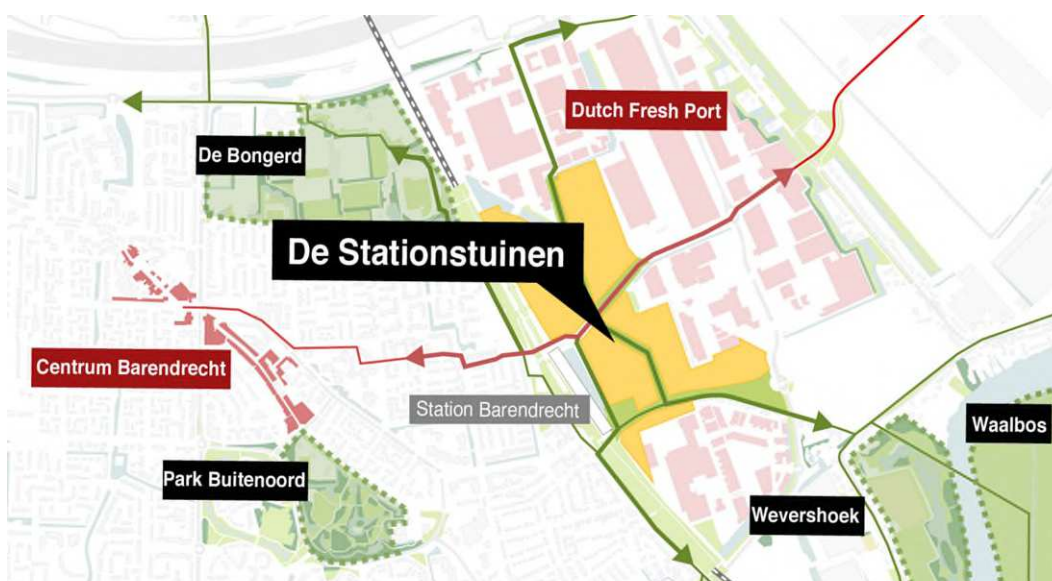 Dutch Fresh Port
De Bongerd
De Stationstuinen
Centrum Barendrecht
Station Barendrecht
Waalbos
Park Buitenoord
Wevershoek